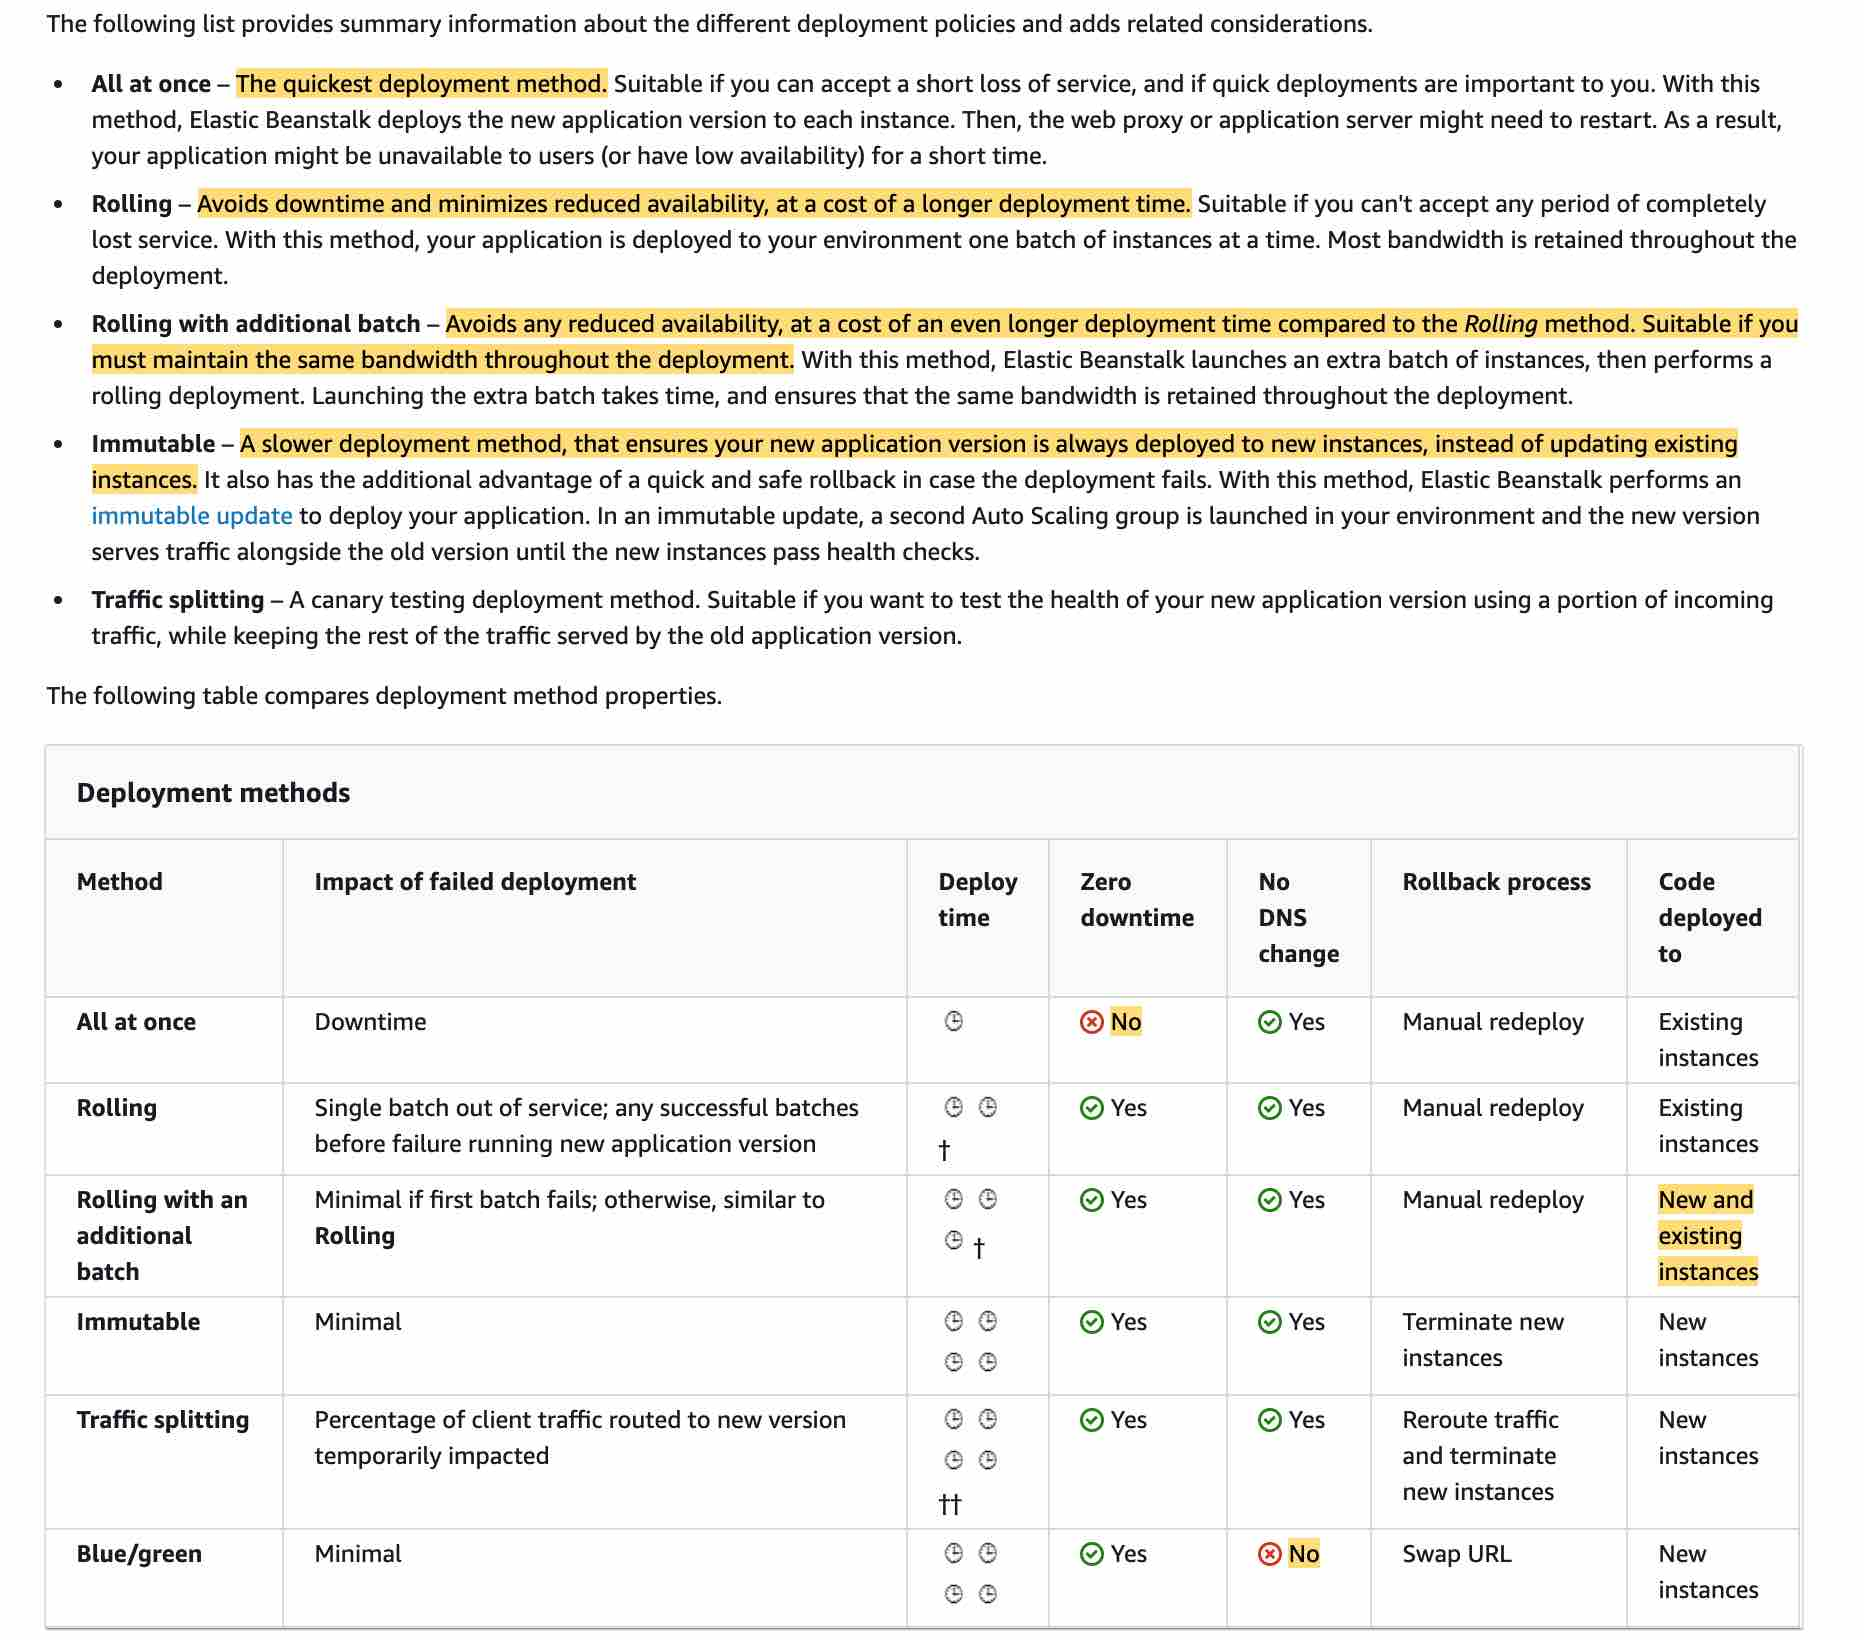 The following list provides summary information about the different deployment policies and adds related considerations.
• All at once – The quickest deployment method. Suitable if you can accept a short loss of service, and if quick deployments are important to you. With this
method, Elastic Beanstalk deploys the new application version to each instance. Then, the web proxy or application server might need to restart. As a result,
your application might be unavailable to users (or have low availability) for a short time.
• Rolling – Avoids downtime and minimizes reduced availability, at a cost of a longer deployment time. Suitable if you can't accept any period of completely
lost service. With this method, your application is deployed to your environment one batch of instances at a time. Most bandwidth is retained throughout the
deployment.
• Rolling with additional batch – Avoids any reduced availability, at a cost of an even longer deployment time compared to the Rolling method. Suitable if you
must maintain the same bandwidth throughout the deployment. With this method, Elastic Beanstalk launches an extra batch of instances, then performs a
rolling deployment. Launching the extra batch takes time, and ensures that the same bandwidth is retained throughout the deployment.
• Immutable – A slower deployment method, that ensures your new application version is always deployed to new instances, instead of updating existing
instances. It also has the additional advantage of a quick and safe rollback in case the deployment fails. With this method, Elastic Beanstalk performs an
immutable update to deploy your application. In an immutable update, a second Auto Scaling group is launched in your environment and the new version
serves traffic alongside the old version until the new instances pass health checks.
• Traffic splitting – A canary testing deployment method. Suitable if you want to test the health of your new application version using a portion of incoming
traffic, while keeping the rest of the traffic served by the old application version.
The following table compares deployment method properties.
Deployment methods
Method
Impact of failed deployment
Deploy
time
Zero
downtime
No
DNS
change
Rollback process
Code
deployed
to
All at once
Downtime
No
Yes
Manual redeploy
Existing
instances
Rolling
Single batch out of service; any successful batches
before failure running new application version
†
Yes
Yes
Manual redeploy
Existing
instances
Rolling with an
additional
batch
Minimal if first batch fails; otherwise, similar to
Rolling
†
Yes
Yes
Manual redeploy
New and
existing
instances
Immutable
Minimal
Yes
Yes
Terminate new
instances
New
instances
Traffic splitting
Percentage of client traffic routed to new version
temporarily impacted
††
Yes
Yes
Reroute traffic
and terminate
new instances
New
instances
Blue/green
Minimal
Yes
No
Swap URL
New
instances